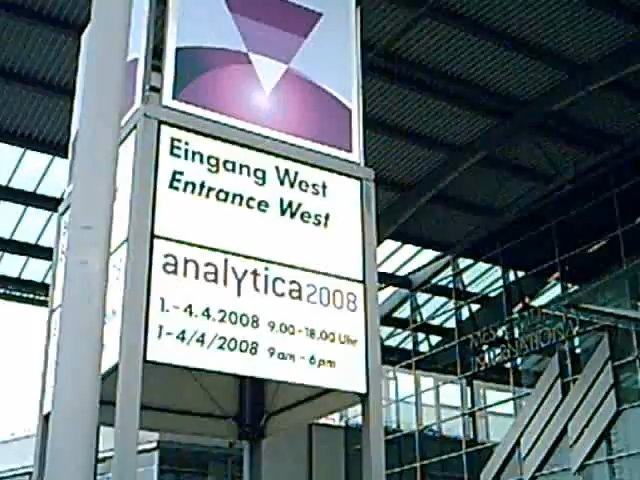 Eingang West
Entrance West
analytica2008
1.-4.4.2008 9.00-18.00 Uhr
1-4/4/2008 9am-6pm